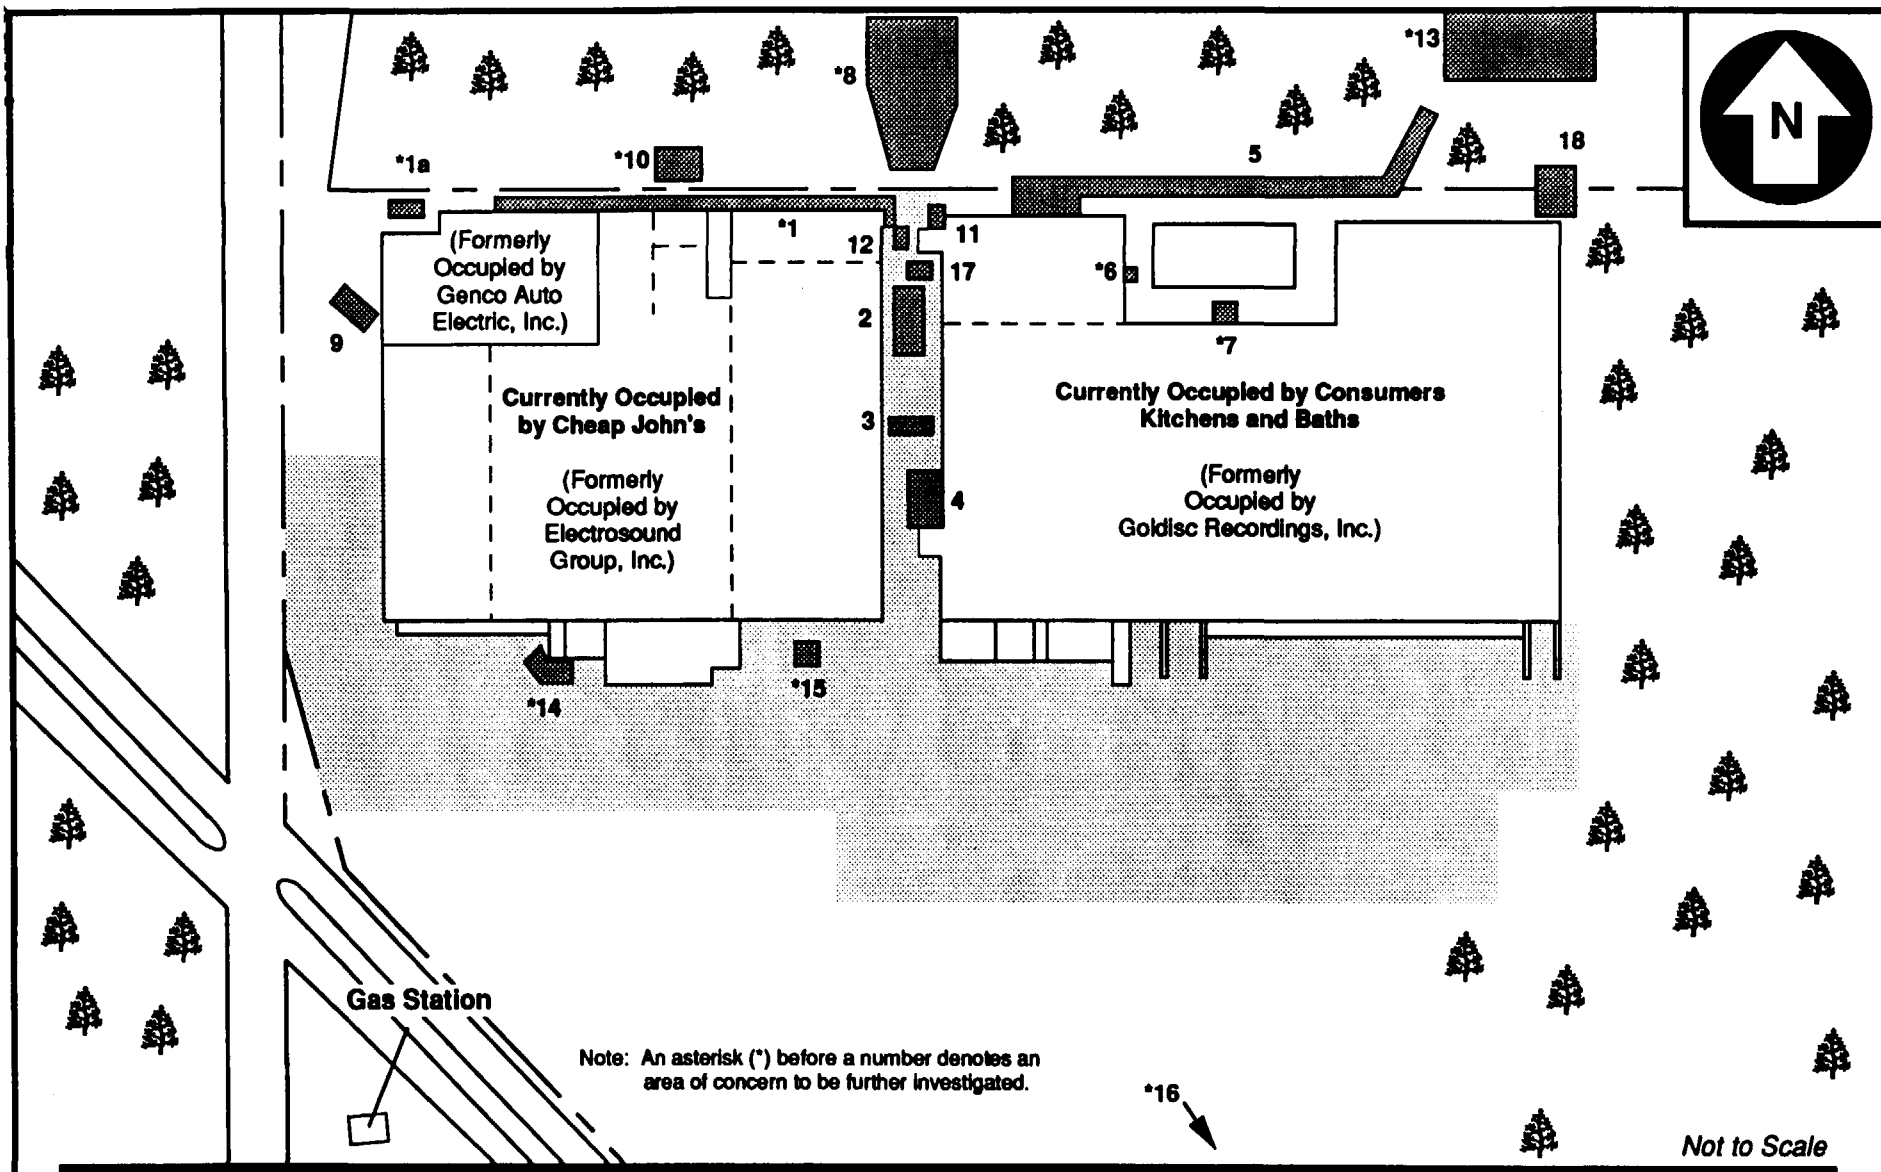 *13
N
*8
*1a
*10
5
18
*1
12
11
17
*6
2
*7
9
3
4
(Formerly
Occupied by
Genco Auto
Electric, Inc.)
Currently Occupied
by Cheap John's
(Formerly
Occupied by
Electrosound
Group, Inc.)
Currently Occupied by Consumers
Kitchens and Baths
(Formerly
Occupied by
Goldisc Recordings, Inc.)
*14
*15
Gas Station
Note: An asterisk (*) before a number denotes an
area of concern to be further investigated.
*16
Not to Scale